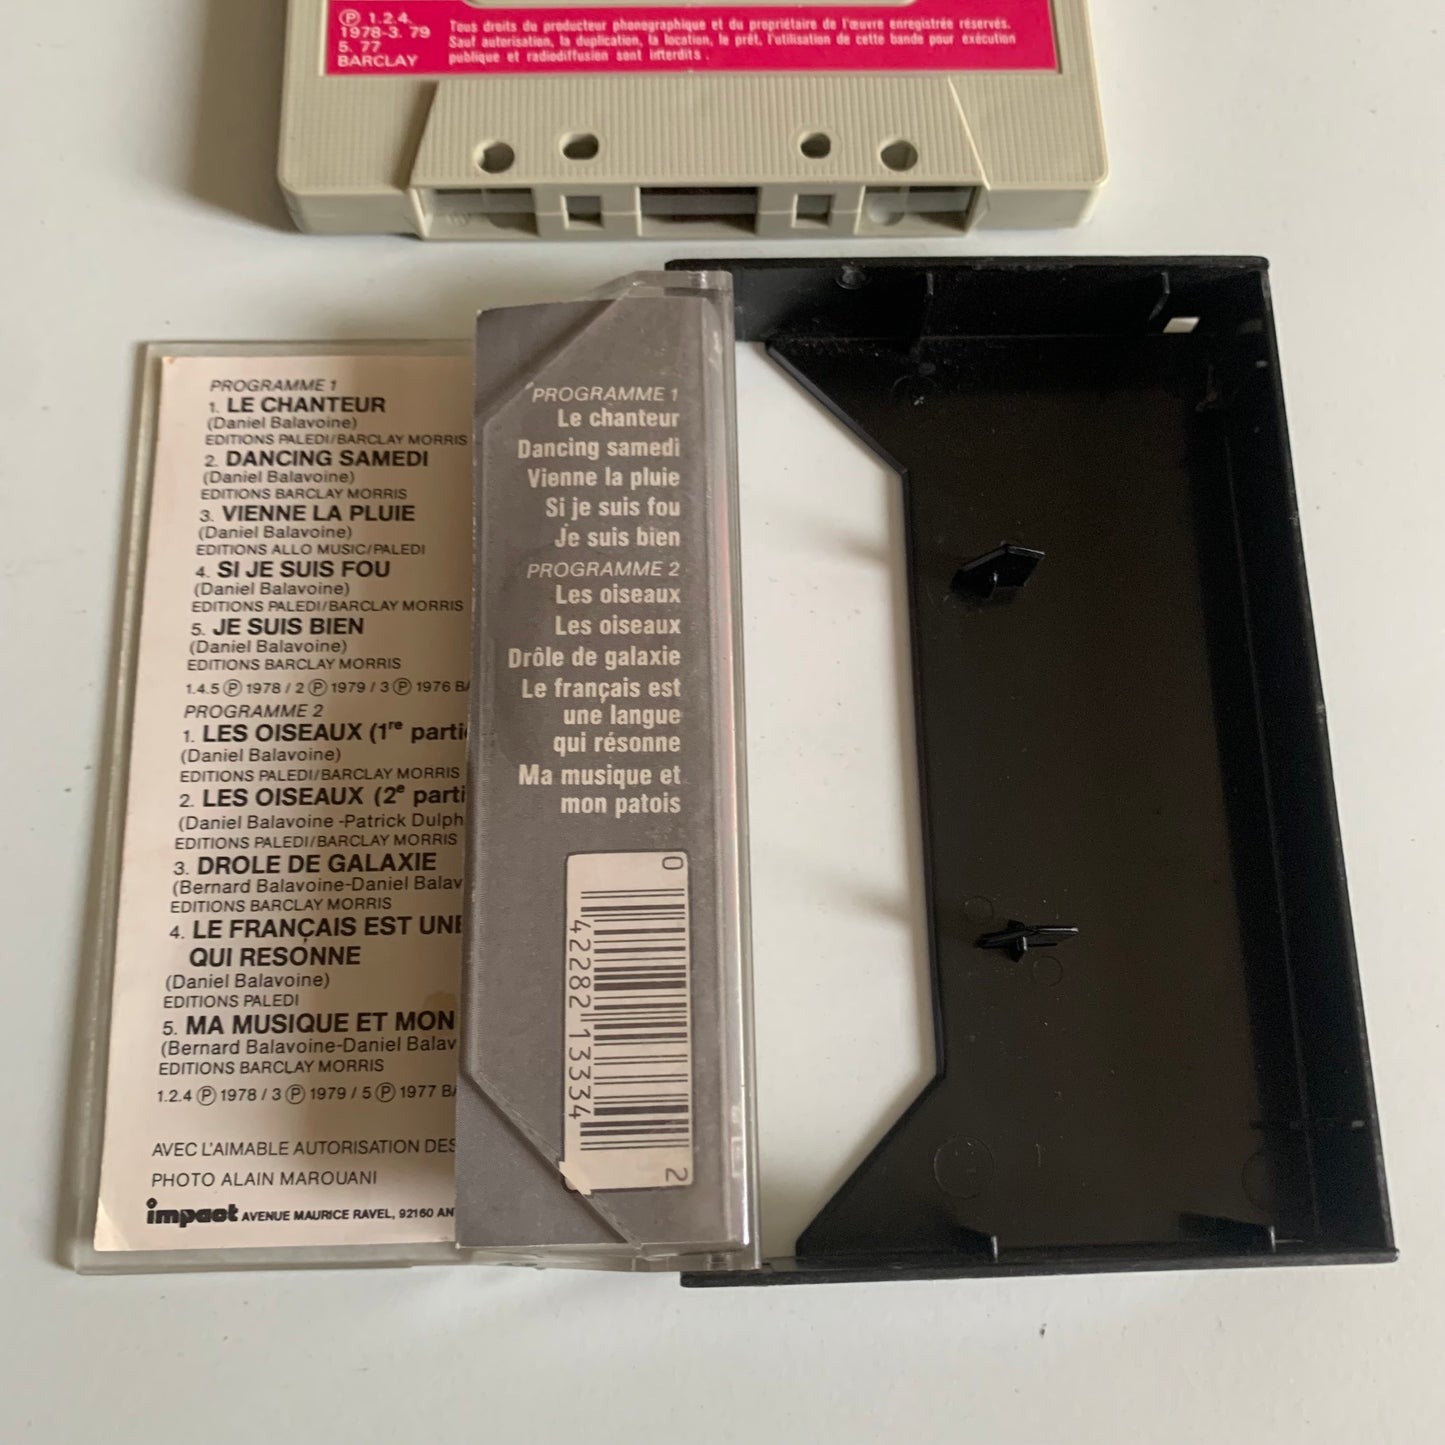 Ⓟ 1.2.4.
1978-3. 79
5. 77
BARCLAY
Tous droits du producteur phonographique et du propriétaire de l'œuvre enregistrée réservés.
Sauf autorisation, la duplication, la location, le prêt, l'utilisation de cette bande pour exécution
publique et radiodiffusion sont interdits.
PROGRAMME 1
1. LE CHANTEUR
(Daniel Balavoine)
EDITIONS PALEDI/BARCLAY MORRIS
2. DANCING SAMEDI
(Daniel Balavoine)
EDITIONS BARCLAY MORRIS
3. VIENNE LA PLUIE
(Daniel Balavoine)
EDITIONS ALLO MUSIC/PALEDI
4. SI JE SUIS FOU
(Daniel Balavoine)
EDITIONS PALEDI/BARCLAY MORRIS
5. JE SUIS BIEN
(Daniel Balavoine)
EDITIONS BARCLAY MORRIS
1.4.5 Ⓟ 1978 / 2 Ⓟ 1979 / 3 Ⓟ 1976 BA
PROGRAMME 2
1. LES OISEAUX (1re partie
(Daniel Balavoine)
EDITIONS PALEDI/BARCLAY MORRIS
2. LES OISEAUX (2e parti
(Daniel Balavoine -Patrick Dulph
EDITIONS PALEDI/BARCLAY MORRIS
3. DROLE DE GALAXIE
(Bernard Balavoine-Daniel Balav
EDITIONS BARCLAY MORRIS
4. LE FRANÇAIS EST UNE
QUI RESONNE
(Daniel Balavoine)
EDITIONS PALEDI
5. MA MUSIQUE ET MON
(Bernard Balavoine-Daniel Balav
EDITIONS BARCLAY MORRIS
1.2.4 Ⓟ 1978 / 3 Ⓟ 1979 / 5 Ⓟ 1977 BA
AVEC L'AIMABLE AUTORISATION DES
PHOTO ALAIN MAROUANI
impact AVENUE MAURICE RAVEL, 92160 ANT
PROGRAMME 1
Le chanteur
Dancing samedi
Vienne la pluie
Si je suis fou
Je suis bien
PROGRAMME 2
Les oiseaux
Les oiseaux
Drôle de galaxie
Le français est
une langue
qui résonne
Ma musique et
mon patois
0 42282 13334 2